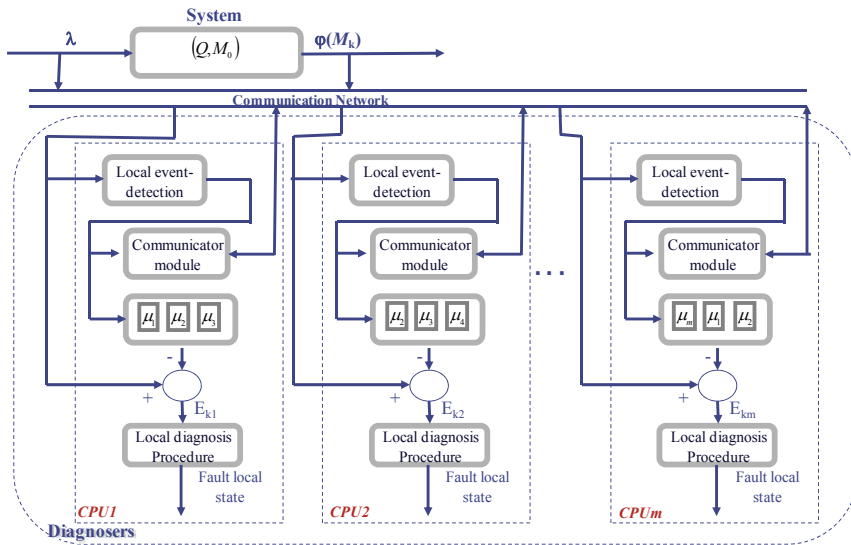 System
λ
(Q, M₀)
φ(Mₖ)
Communication Network
Local event-
detection
Communicator
module
μ₁ μ₂ μ₃
-
+
Eₖ₁
Local diagnosis
Procedure
Fault local
state
CPU1
Local event-
detection
Communicator
module
μ₂ μ₃ μ₄
-
+
Eₖ₂
Local diagnosis
Procedure
Fault local
state
CPU2
...
Local event-
detection
Communicator
module
μₘ μ₁ μ₂
-
+
Eₖₘ
Local diagnosis
Procedure
Fault local
state
CPUm
Diagnosers